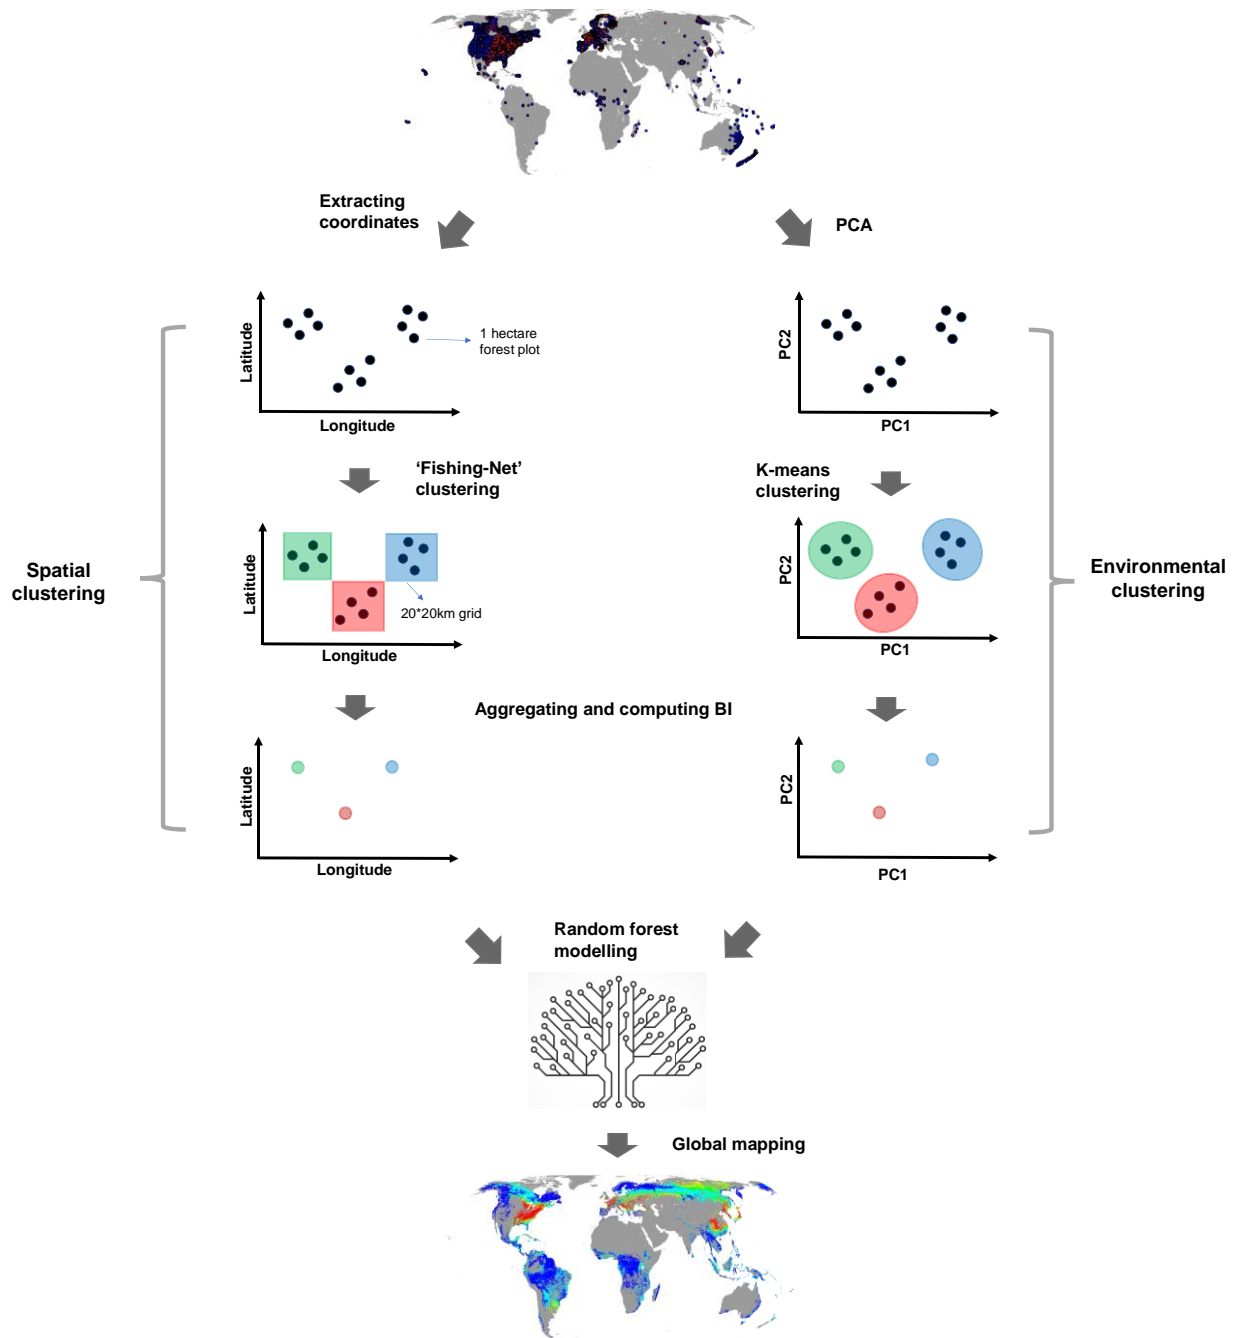 Extracting
coordinates
PCA
Latitude
Longitude
1 hectare
forest plot
PC2
PC1
'Fishing-Net'
clustering
K-means
clustering
Spatial
clustering
Latitude
Longitude
20*20km grid
PC2
PC1
Environmental
clustering
Aggregating and computing BI
Latitude
Longitude
PC2
PC1
Random forest
modelling
Global mapping